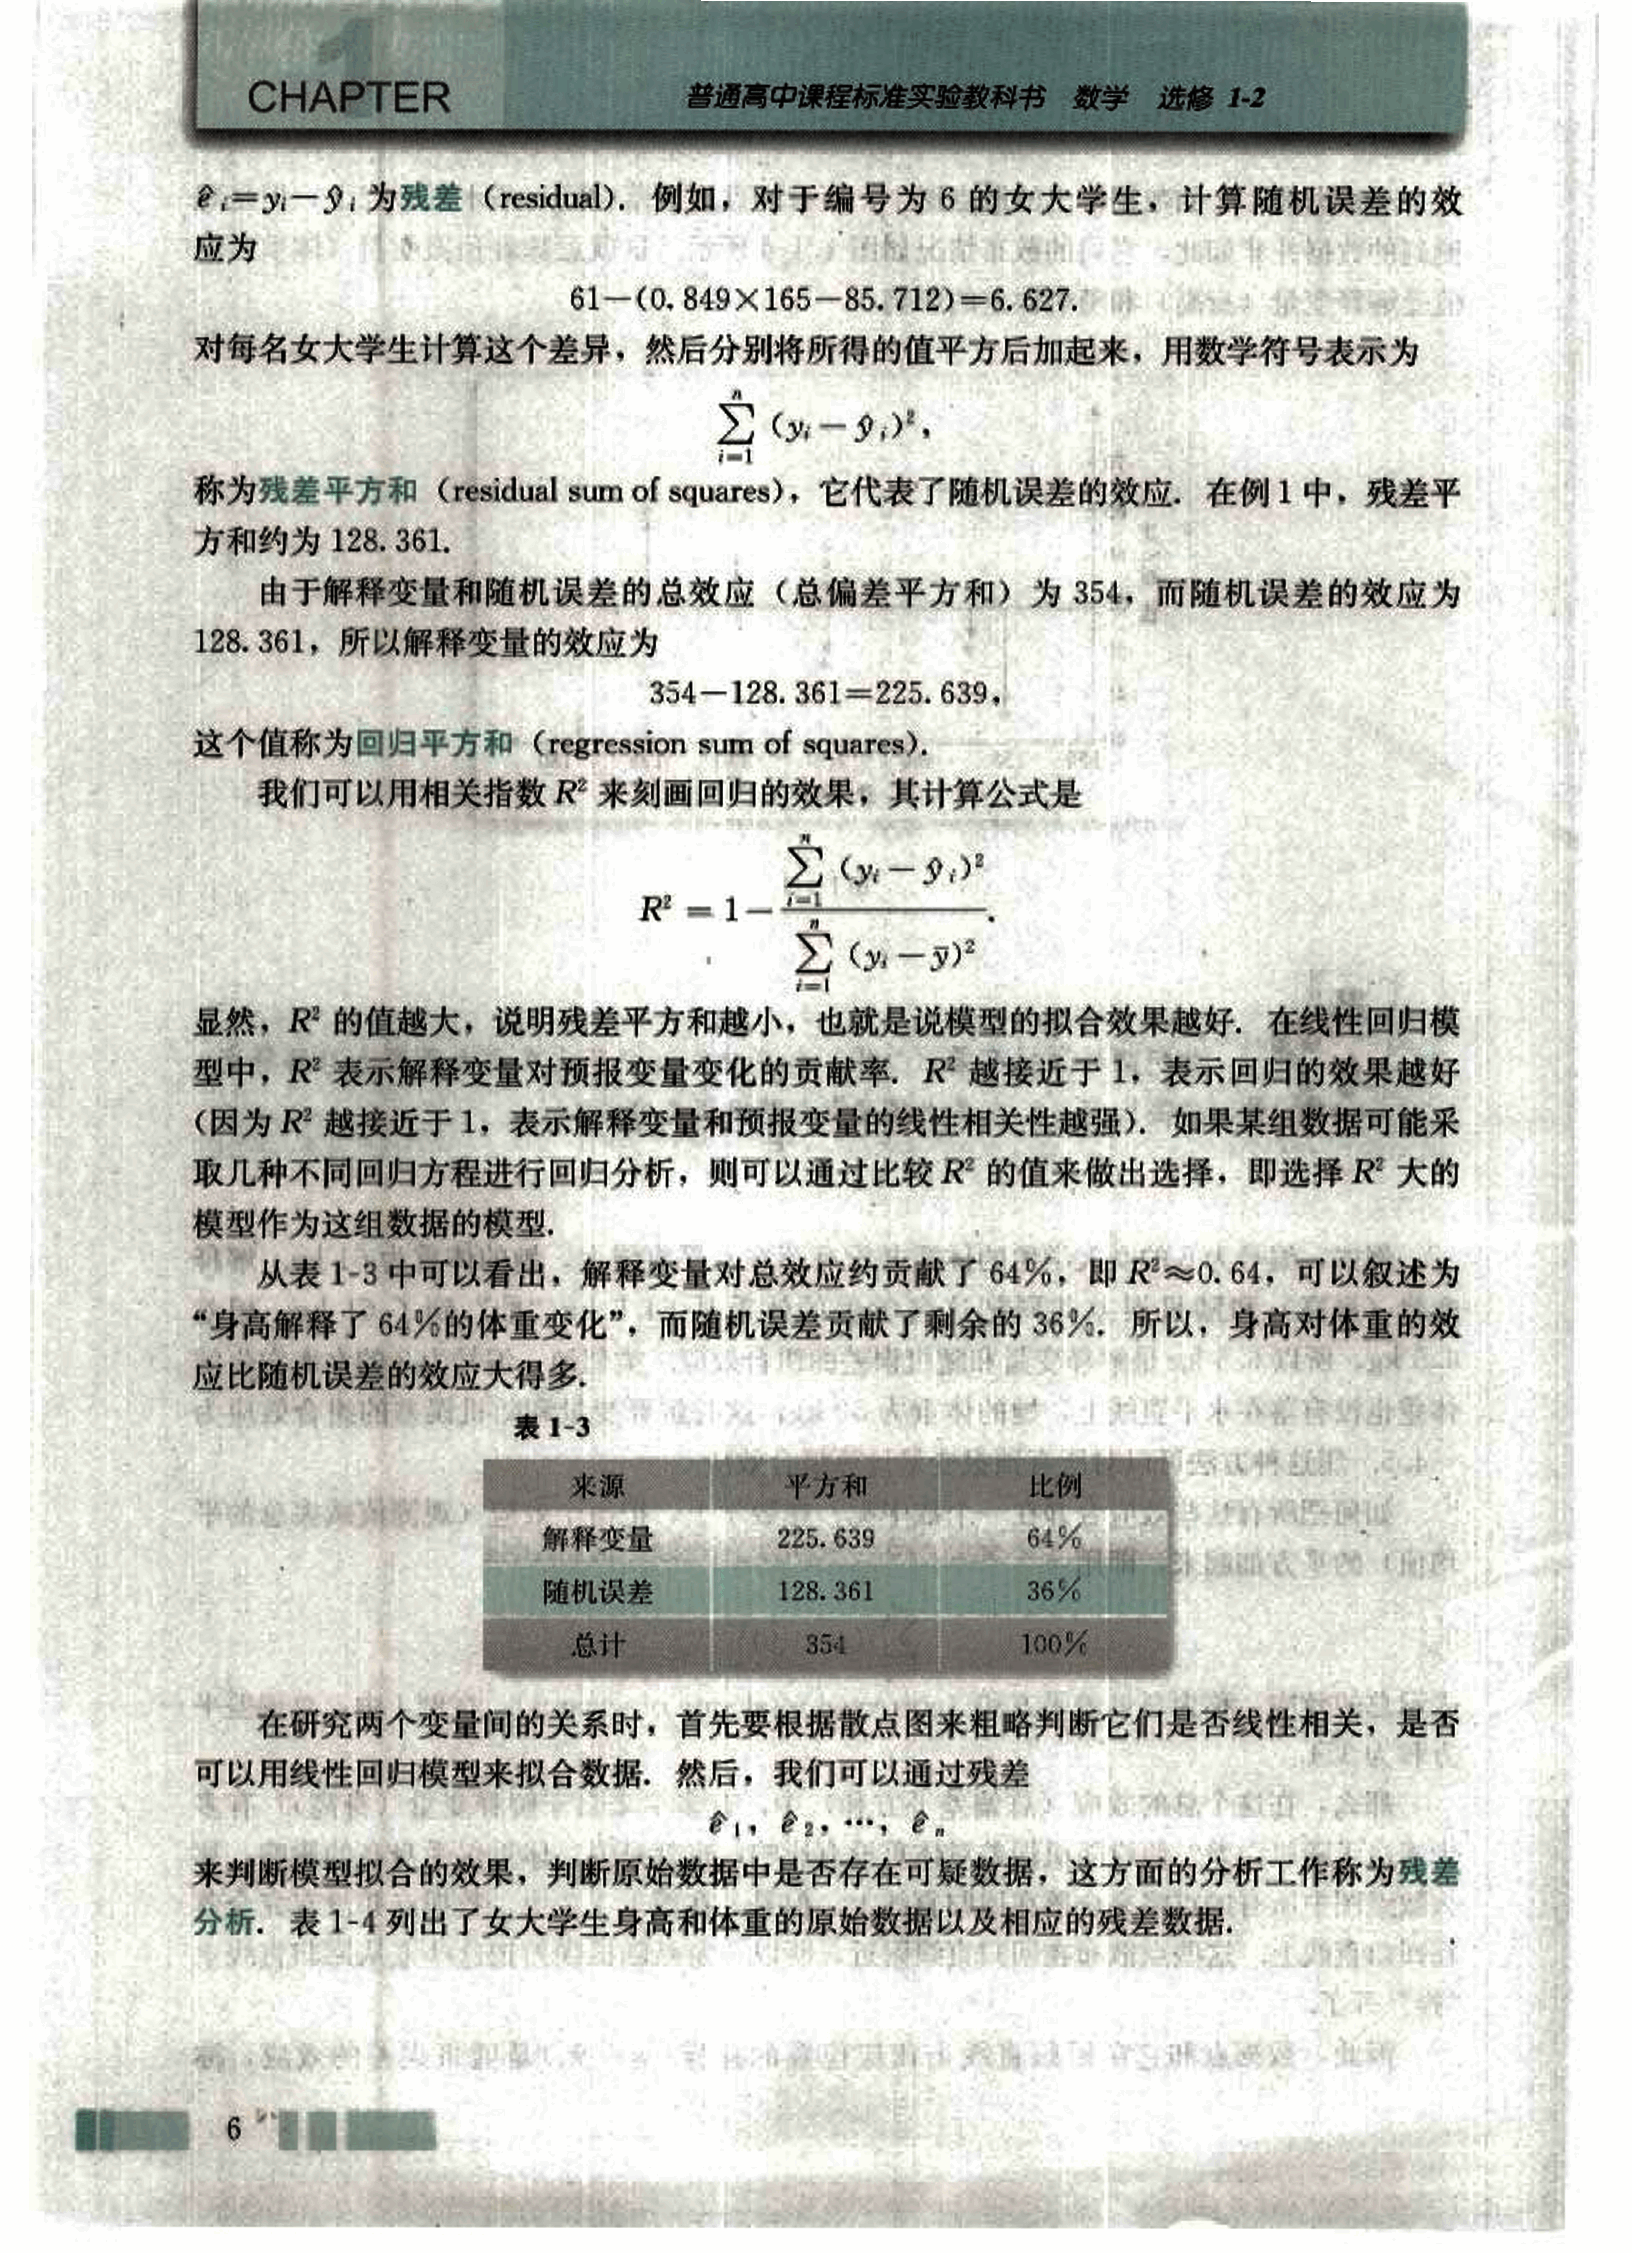 CHAPTER 1
普通高中课程标准实验教科书 数学 选修 1-2
ê_i=y_i-ŷ_i 为残差（residual）．例如，对于编号为 6 的女大学生，计算随机误差的效
应为
61-(0.849×165-85.712)=6.627.
对每名女大学生计算这个差异，然后分别将所得的值平方后加起来，用数学符号表示为
∑_{i=1}^{n} (y_i-ŷ_i)²,
称为残差平方和（residual sum of squares），它代表了随机误差的效应．在例 1 中，残差平
方和约为 128.361.
由于解释变量和随机误差的总效应（总偏差平方和）为 354，而随机误差的效应为
128.361，所以解释变量的效应为
354-128.361=225.639,
这个值称为回归平方和（regression sum of squares）．
我们可以用相关指数 R² 来刻画回归的效果，其计算公式是
R² = 1 - \frac{∑_{i=1}^{n} (y_i-ŷ_i)²}{∑_{i=1}^{n} (y_i-ȳ)²}.
显然，R² 的值越大，说明残差平方和越小，也就是说模型的拟合效果越好．在线性回归模
型中，R² 表示解释变量对预报变量变化的贡献率．R² 越接近于 1，表示回归的效果越好
（因为 R² 越接近于 1，表示解释变量和预报变量的线性相关性越强）．如果某组数据可能采
取几种不同回归方程进行回归分析，则可以通过比较 R² 的值来做出选择，即选择 R² 大的
模型作为这组数据的模型．
从表 1-3 中可以看出，解释变量对总效应约贡献了 64%，即 R²≈0.64，可以叙述为
“身高解释了 64%的体重变化”，而随机误差贡献了剩余的 36%．所以，身高对体重的效
应比随机误差的效应大得多．
表 1-3
来源 平方和 比例
解释变量 225.639 64%
随机误差 128.361 36%
总计 354 100%
在研究两个变量间的关系时，首先要根据散点图来粗略判断它们是否线性相关，是否
可以用线性回归模型来拟合数据．然后，我们可以通过残差
ê_1, ê_2, …, ê_n
来判断模型拟合的效果，判断原始数据中是否存在可疑数据，这方面的分析工作称为残差
分析．表 1-4 列出了女大学生身高和体重的原始数据以及相应的残差数据．
6